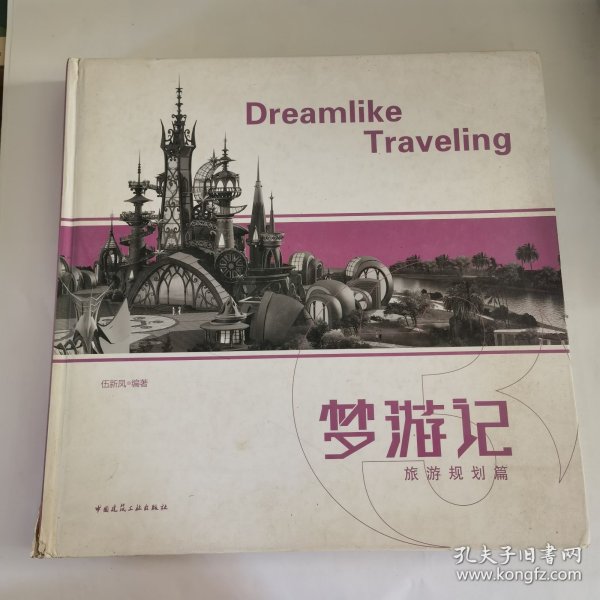 Dreamlike
Traveling
伍新凤 编著
梦游记
旅游规划篇
中国建筑工业出版社
孔夫子旧书网
www.kongfz.com